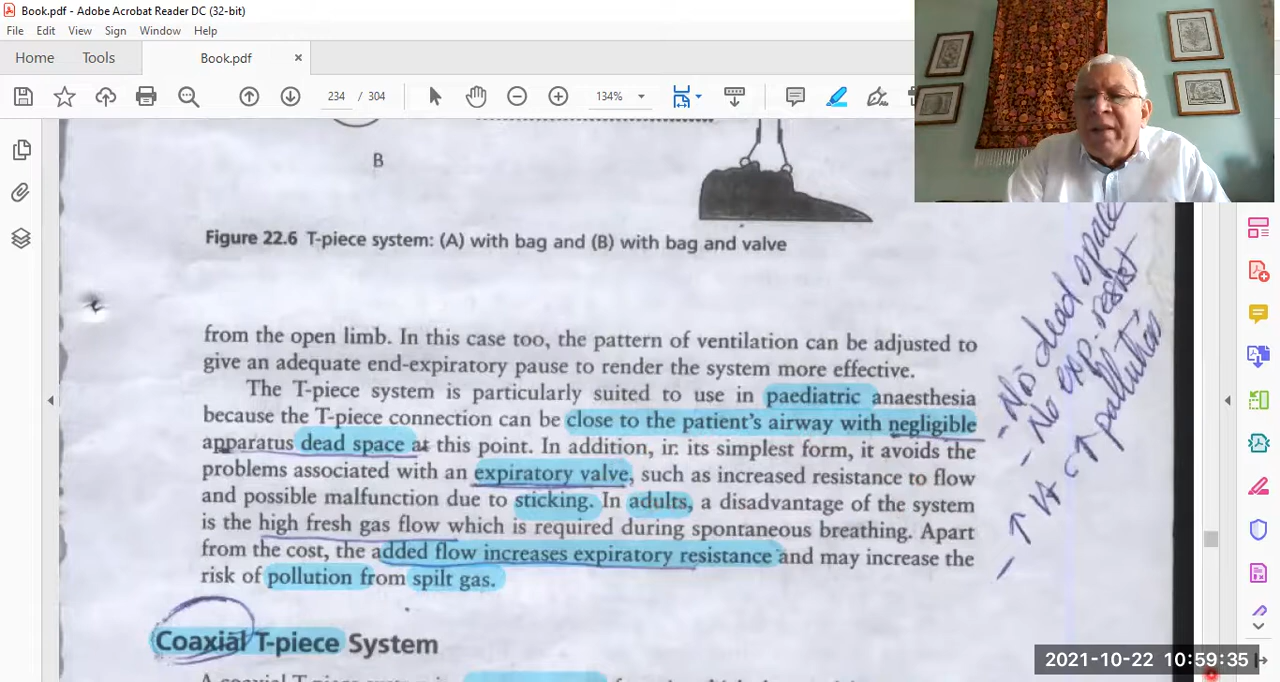 Book.pdf - Adobe Acrobat Reader DC (32-bit)
File Edit View Sign Window Help
Home Tools Book.pdf ×
234 / 304 134%
B
Figure 22.6 T-piece system: (A) with bag and (B) with bag and valve
from the open limb. In this case too, the pattern of ventilation can be adjusted to
give an adequate end-expiratory pause to render the system more effective.
The T-piece system is particularly suited to use in paediatric anaesthesia
because the T-piece connection can be close to the patient's airway with negligible
apparatus dead space at this point. In addition, in its simplest form, it avoids the
problems associated with an expiratory valve, such as increased resistance to flow
and possible malfunction due to sticking. In adults, a disadvantage of the system
is the high fresh gas flow which is required during spontaneous breathing. Apart
from the cost, the added flow increases expiratory resistance and may increase the
risk of pollution from spilt gas.
- No dead space
- No exp. resist
- ↑ pollution
Coaxial T-piece System
A coaxial T-piece system
2021-10-22 10:59:35